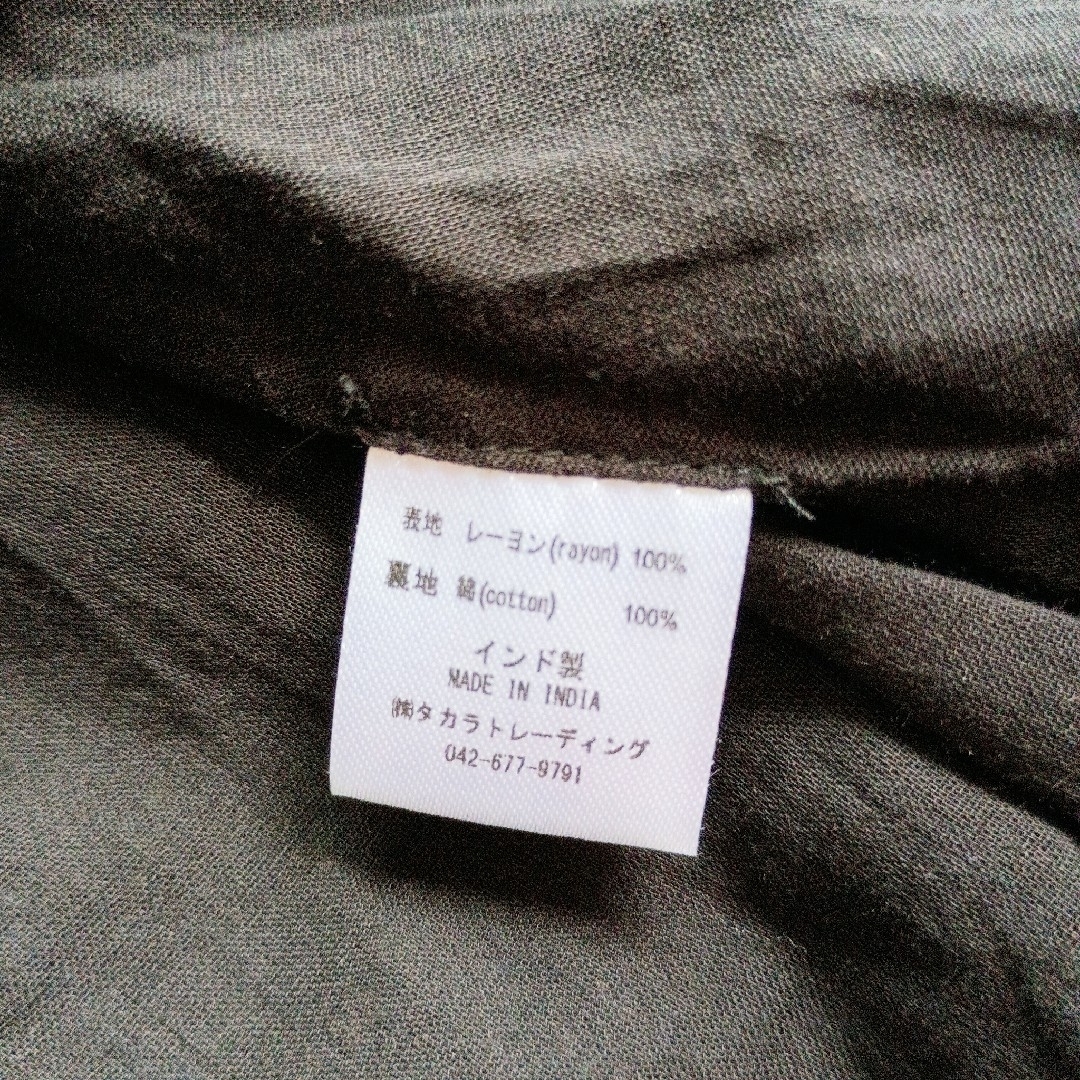 表地 レーヨン(rayon) 100%
裏地 綿(cotton) 100%
インド製
MADE IN INDIA
㈱タカラトレーディング
042-677-9791